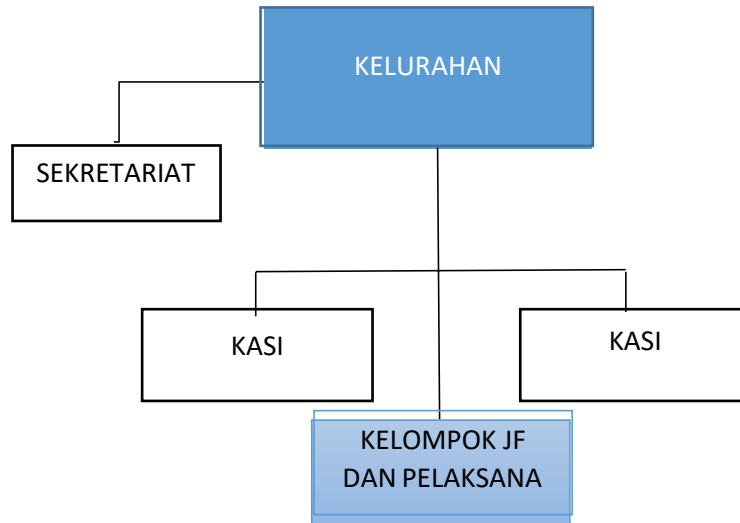 KELURAHAN
SEKRETARIAT
KASI
KASI
KELOMPOK JF
DAN PELAKSANA